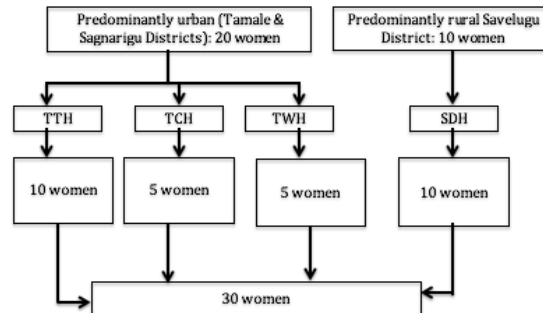 Predominantly urban (Tamale &
Sagnarigu Districts): 20 women
Predominantly rural Savelugu
District: 10 women
TTH
TCH
TWH
SDH
10 women
5 women
5 women
10 women
30 women